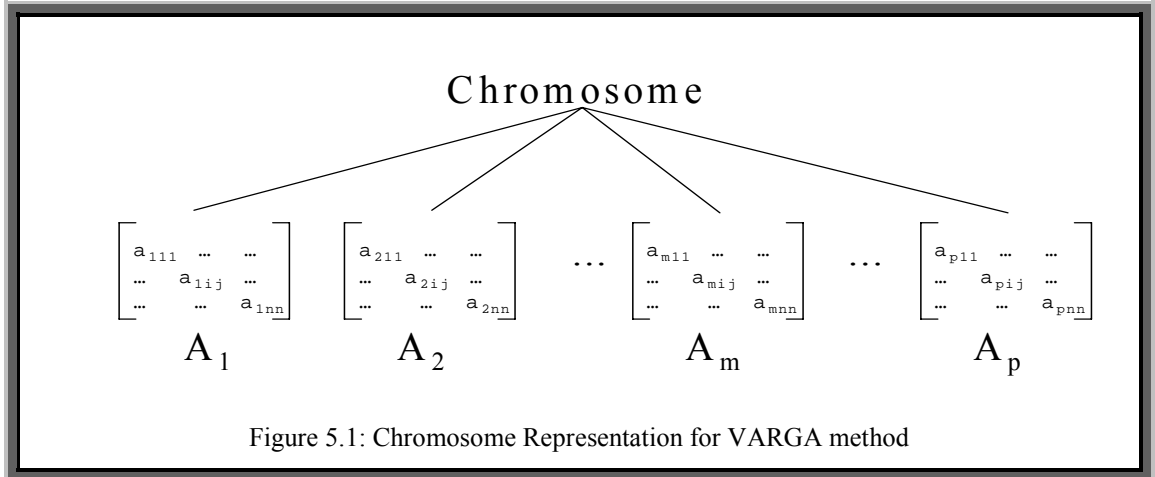 Chromosome
a111 … … a211 … … am11 … … ap11 … …
… a1ij … … a2ij … … … amij … … … apij …
… … a1nn … … a2nn … … amnn … … apnn
A1 A2 Am Ap
Figure 5.1: Chromosome Representation for VARGA method